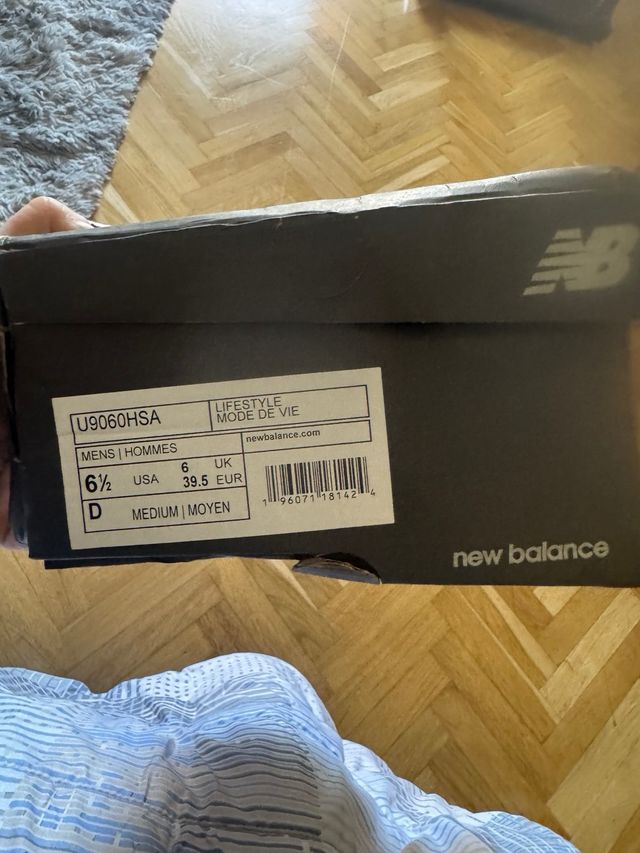 NB
U9060HSA
LIFESTYLE
MODE DE VIE
MENS | HOMMES
newbalance.com
6½ USA 6 UK
39.5 EUR
D MEDIUM | MOYEN
1 96071 18142 4
new balance